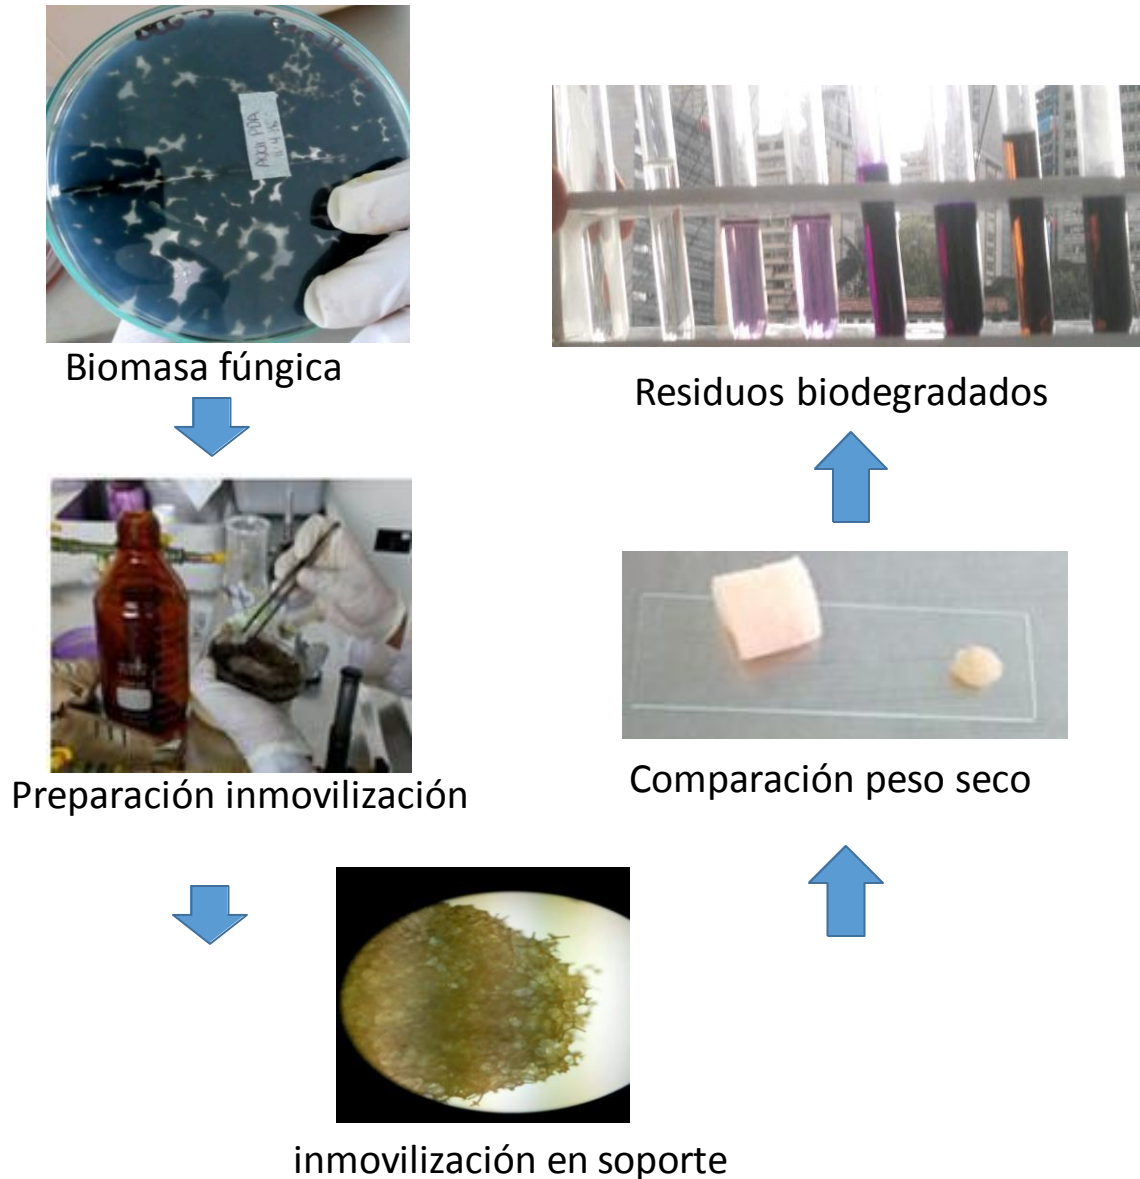 Biomasa fúngica
Preparación inmovilización
inmovilización en soporte
Comparación peso seco
Residuos biodegradados